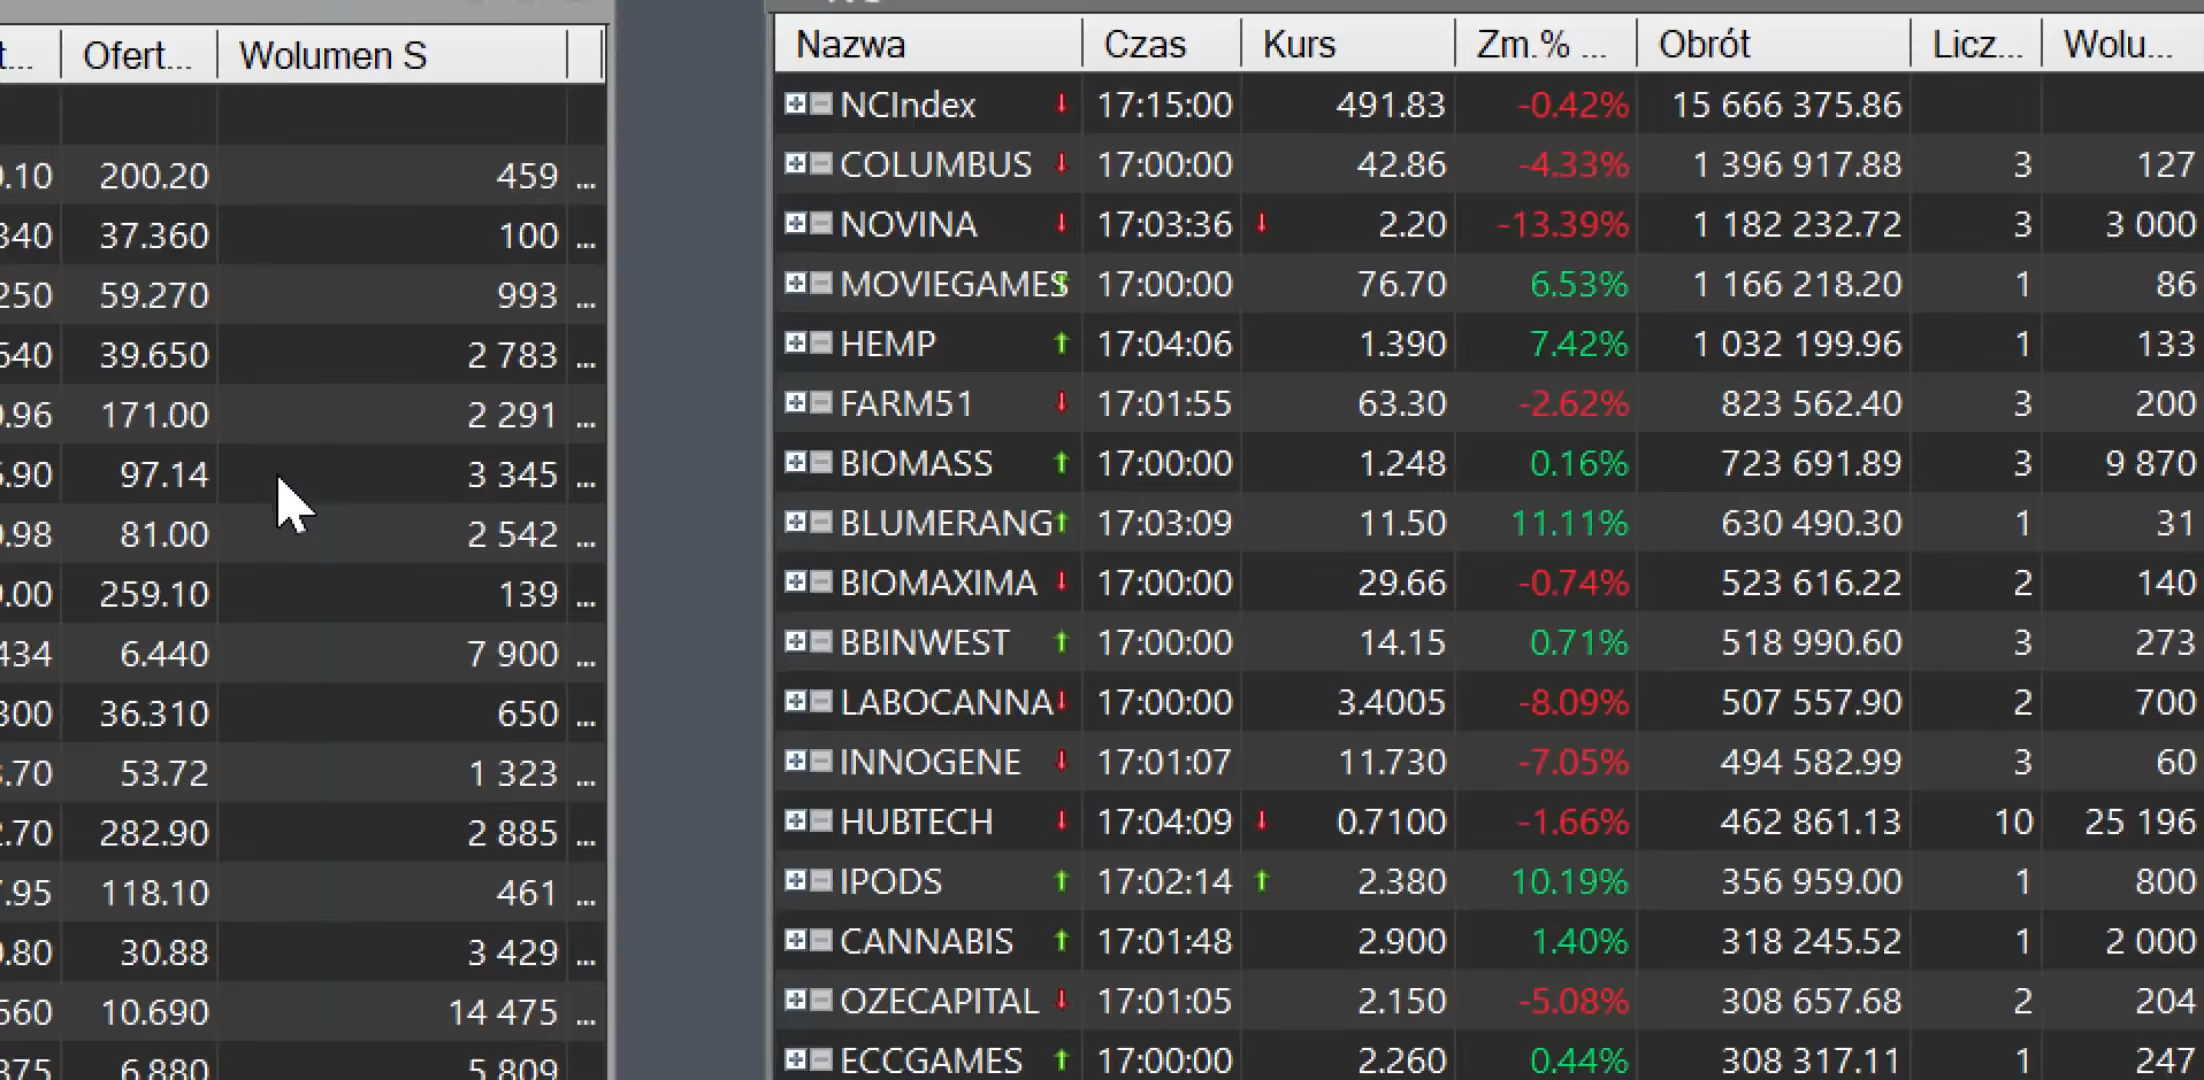 Ofert... Wolumen S
200.20 459 ...
37.360 100 ...
59.270 993 ...
39.650 2 783 ...
171.00 2 291 ...
97.14 3 345 ...
81.00 2 542 ...
259.10 139 ...
6.440 7 900 ...
36.310 650 ...
53.72 1 323 ...
282.90 2 885 ...
118.10 461 ...
30.88 3 429 ...
10.690 14 475 ...
6.880 5 809
Nazwa Czas Kurs Zm.% ... Obrót Licz... Wolu...
NCIndex 17:15:00 491.83 -0.42% 15 666 375.86
COLUMBUS 17:00:00 42.86 -4.33% 1 396 917.88 3 127
NOVINA 17:03:36 2.20 -13.39% 1 182 232.72 3 3 000
MOVIEGAMES 17:00:00 76.70 6.53% 1 166 218.20 1 86
HEMP 17:04:06 1.390 7.42% 1 032 199.96 1 133
FARM51 17:01:55 63.30 -2.62% 823 562.40 3 200
BIOMASS 17:00:00 1.248 0.16% 723 691.89 3 9 870
BLUMERANG 17:03:09 11.50 11.11% 630 490.30 1 31
BIOMAXIMA 17:00:00 29.66 -0.74% 523 616.22 2 140
BBINWEST 17:00:00 14.15 0.71% 518 990.60 3 273
LABOCANNA 17:00:00 3.4005 -8.09% 507 557.90 2 700
INNOGENE 17:01:07 11.730 -7.05% 494 582.99 3 60
HUBTECH 17:04:09 0.7100 -1.66% 462 861.13 10 25 196
IPODS 17:02:14 2.380 10.19% 356 959.00 1 800
CANNABIS 17:01:48 2.900 1.40% 318 245.52 1 2 000
OZECAPITAL 17:01:05 2.150 -5.08% 308 657.68 2 204
ECCGAMES 17:00:00 2.260 0.44% 308 317.11 1 247